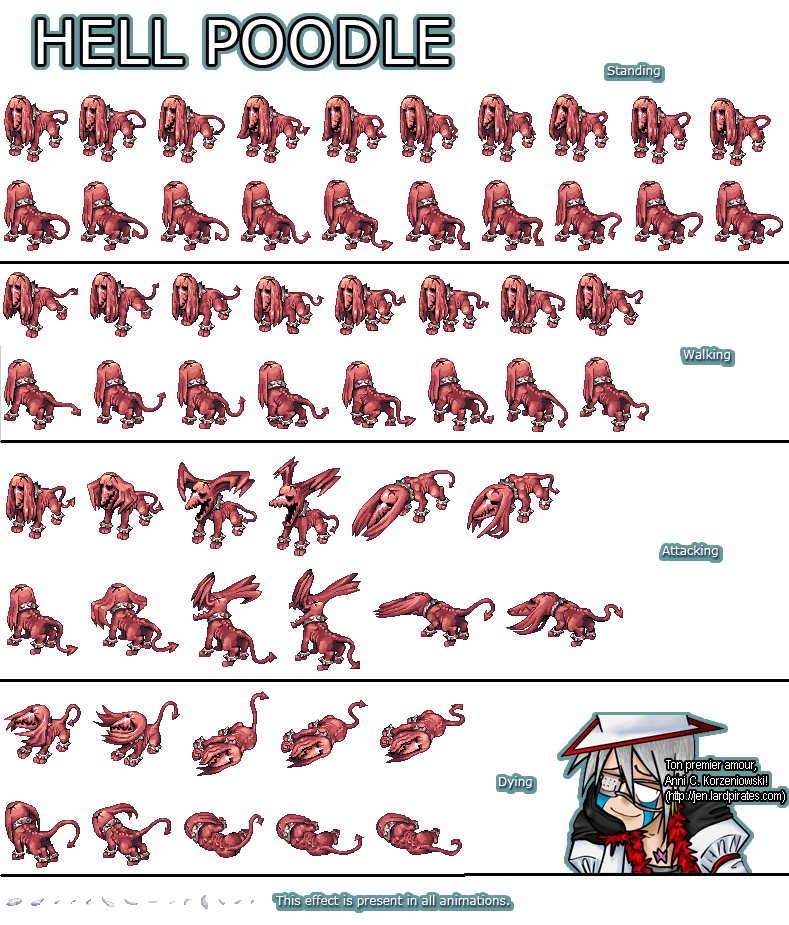 HELL POODLE
Standing
Walking
Attacking
Dying
Ton premier amour,
Anni C. Korzeniowski!
(http://jen.lardpirates.com)
This effect is present in all animations.